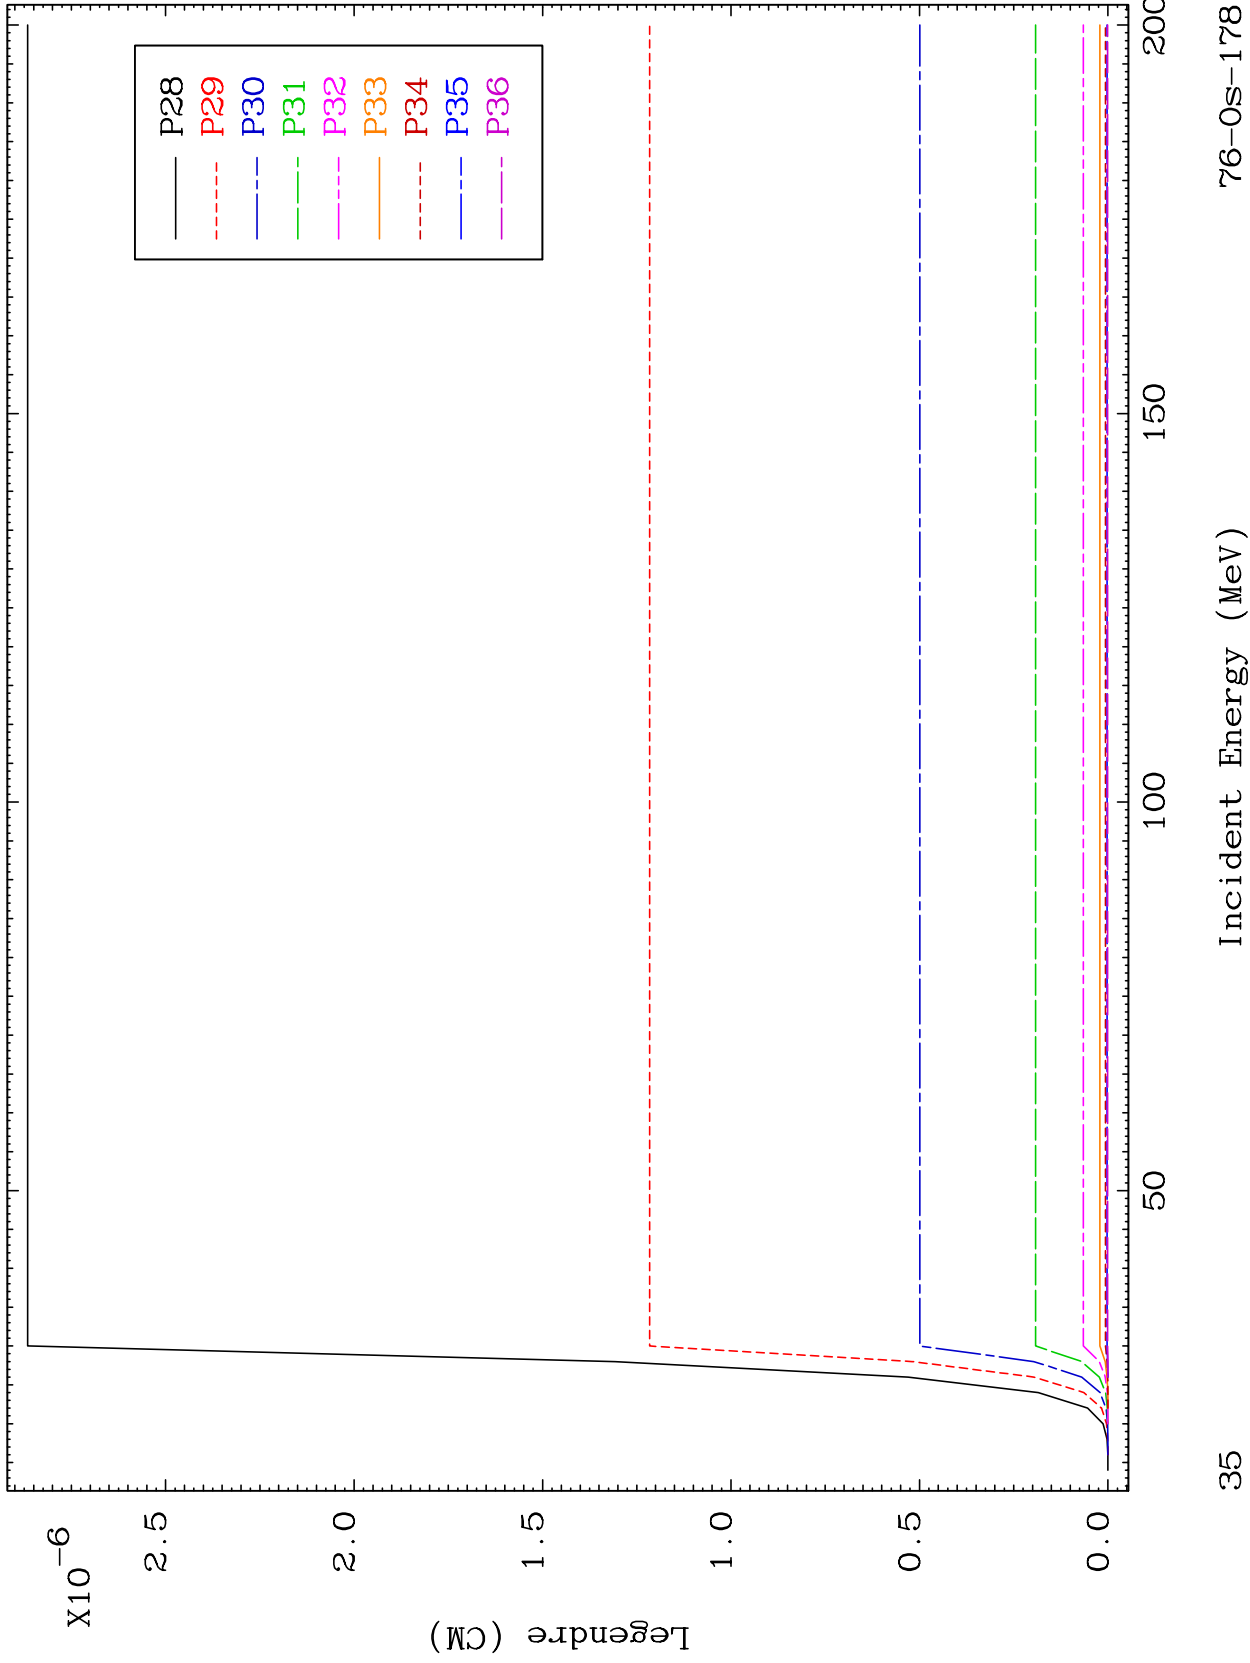 X10-6
2.5
2.0
1.5
1.0
0.5
0.0
Legendre (CM)
P28
P29
P30
P31
P32
P33
P34
P35
P36
50
100
150
200
35
Incident Energy (MeV)
76-Os-178